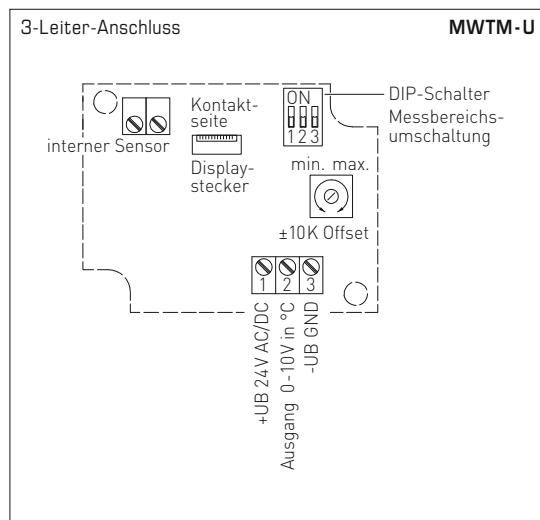 3-Leiter-Anschluss
MWTM-U
ON
1 2 3
DIP-Schalter
Messbereichs-
umschaltung
Kontakt-
seite
interner Sensor
Display-
stecker
min. max.
±10K Offset
1 2 3
+UB 24V AC/DC
Ausgang 0-10V in °C
-UB GND